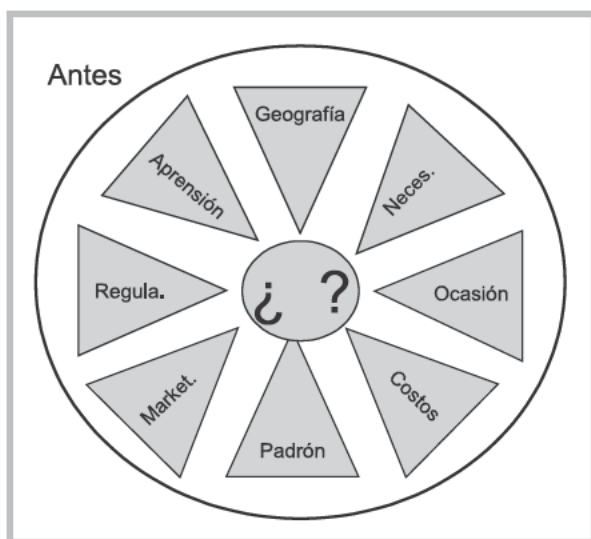 Antes
Geografía
Neces.
Ocasión
Costos
Padrón
Market.
Regula.
Aprensión
¿ ?